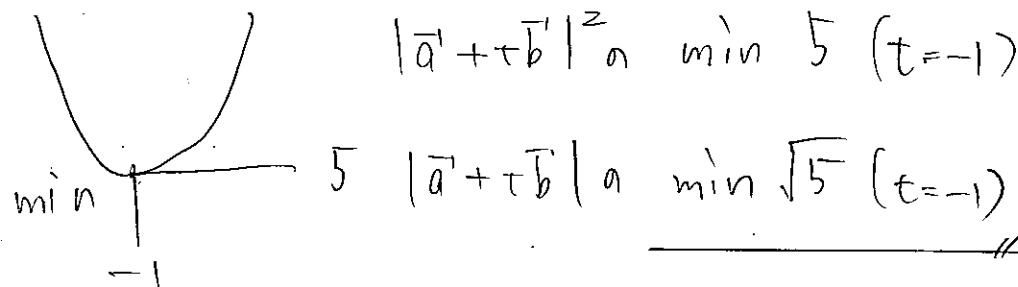 |a⃗+tb⃗|²の min 5 (t=-1)
5 |a⃗+tb⃗|の min √5 (t=-1)
min
-1